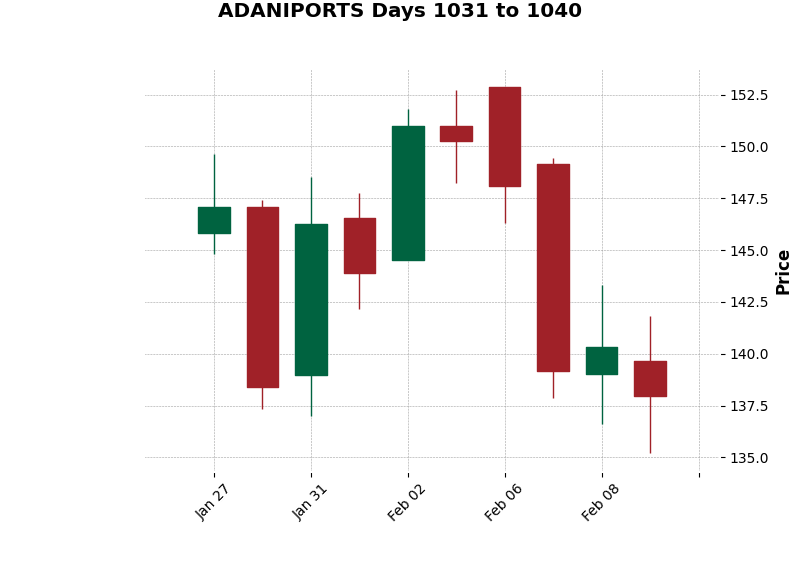 ADANIPORTS Days 1031 to 1040
152.5
150.0
147.5
145.0
142.5
140.0
137.5
135.0
Price
Jan 27
Jan 31
Feb 02
Feb 06
Feb 08